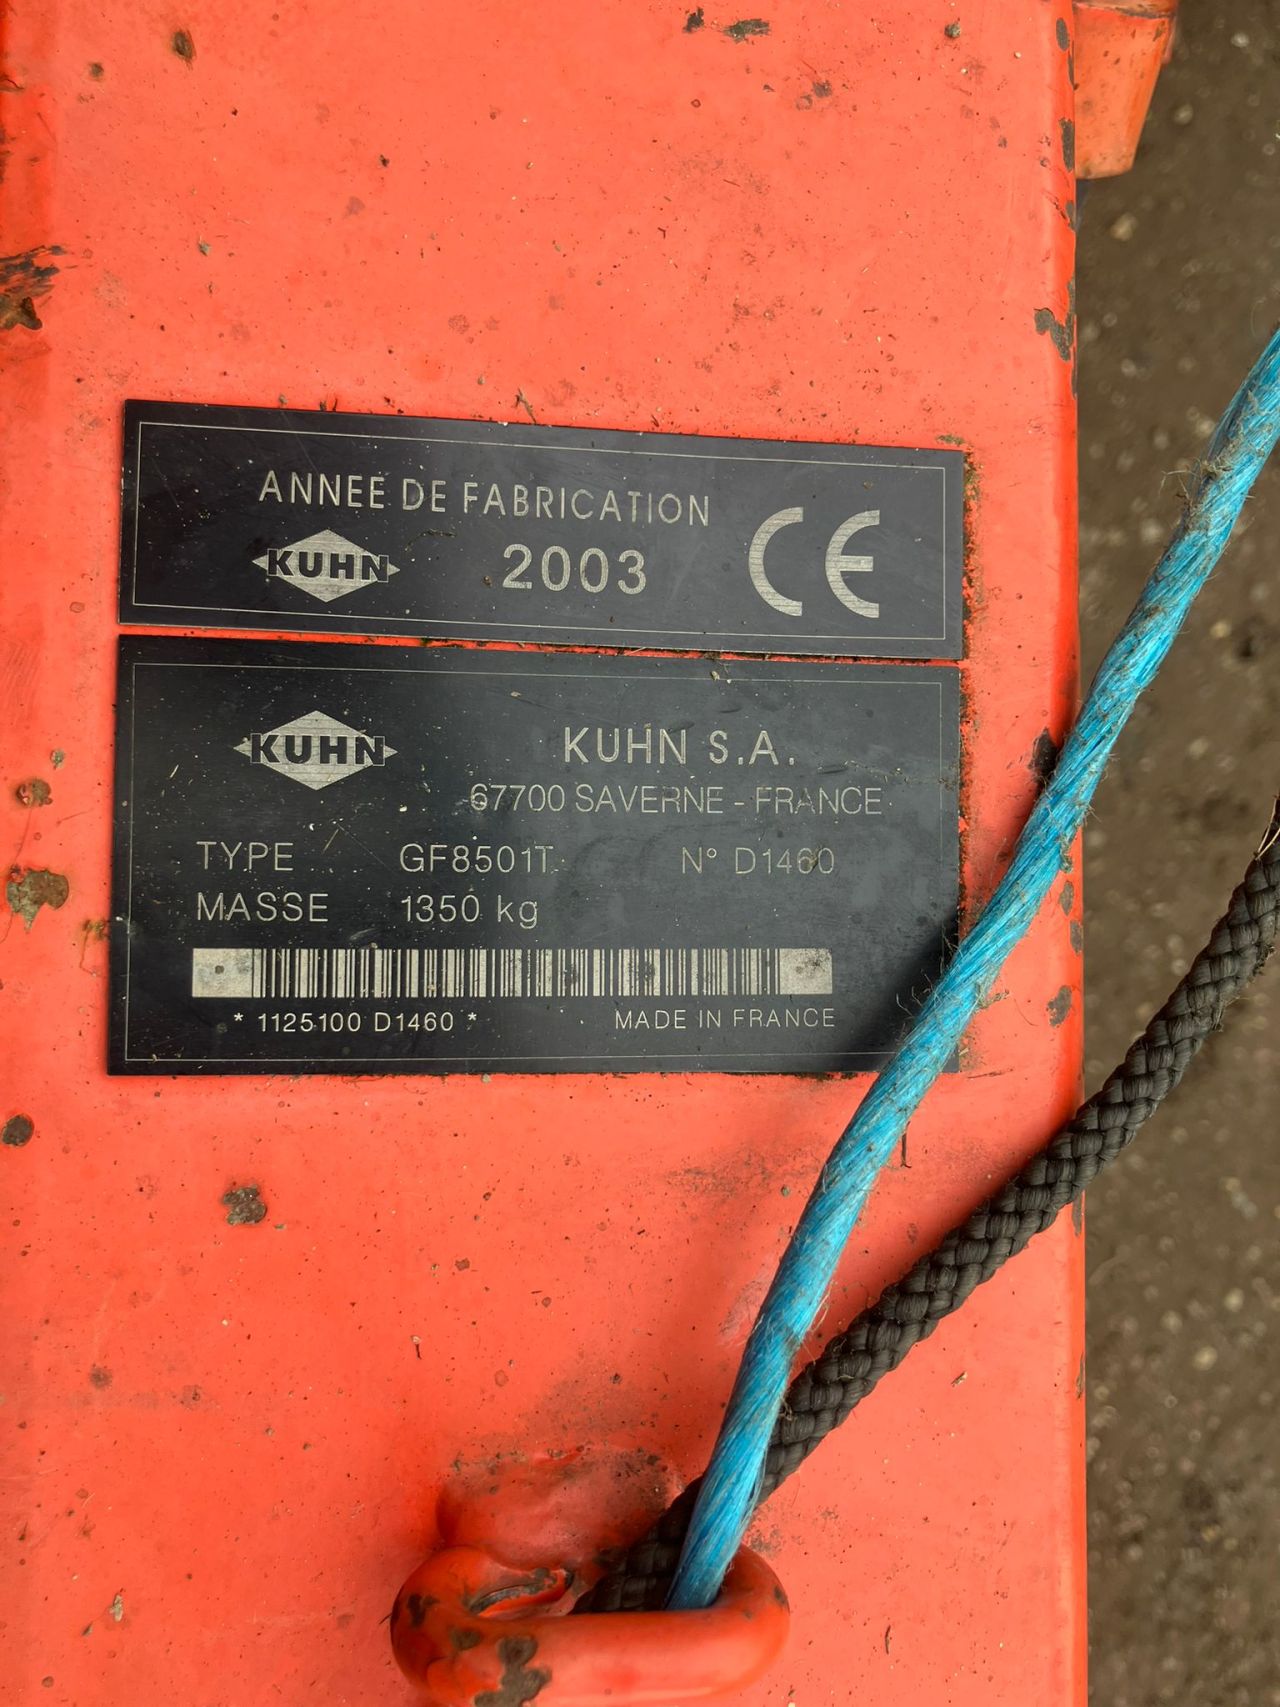 ANNEE DE FABRICATION
KUHN 2003 CE
KUHN KUHN S.A.
67700 SAVERNE - FRANCE
TYPE GF8501T N° D1460
MASSE 1350 kg
* 1125100 D1460 * MADE IN FRANCE